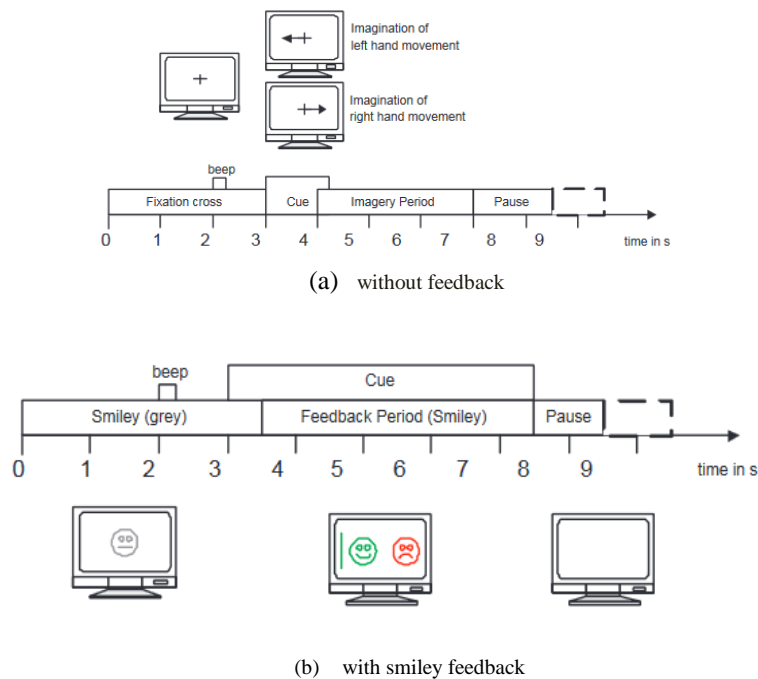 Imagination of
left hand movement
Imagination of
right hand movement
beep
Fixation cross Cue Imagery Period Pause
0 1 2 3 4 5 6 7 8 9 time in s
(a) without feedback
beep
Cue
Smiley (grey) Feedback Period (Smiley) Pause
0 1 2 3 4 5 6 7 8 9 time in s
(b) with smiley feedback